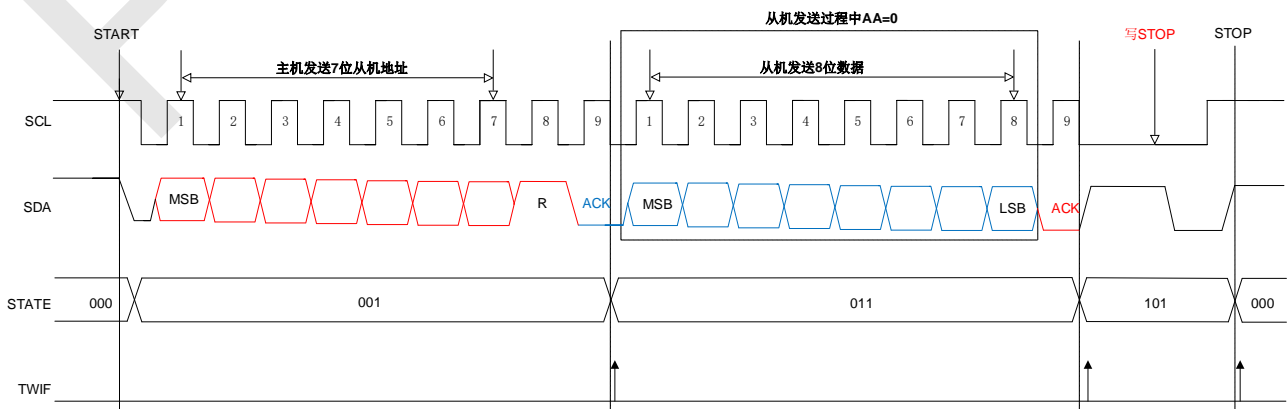 从机发送过程中AA=0
START
写STOP
STOP
主机发送7位从机地址
从机发送8位数据
SCL
1 2 3 4 5 6 7 8 9 1 2 3 4 5 6 7 8 9
SDA
MSB R ACK MSB LSB ACK
STATE 000 001 011 101 000
TWIF